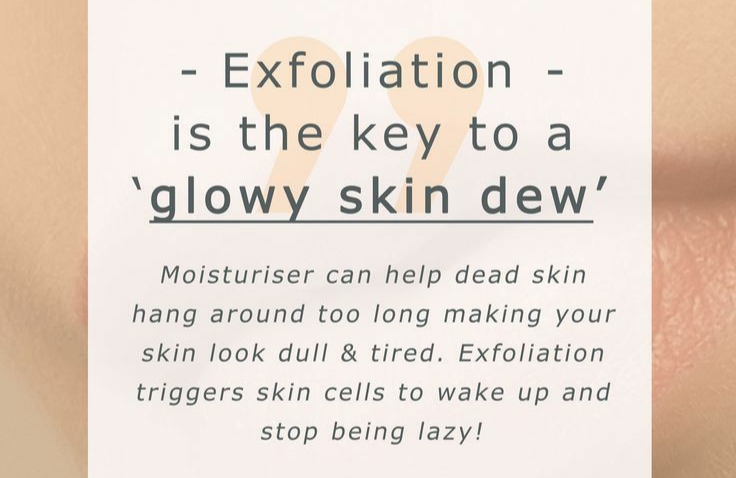 - Exfoliation -
is the key to a
‘glowy skin dew’
Moisturiser can help dead skin
hang around too long making your
skin look dull & tired. Exfoliation
triggers skin cells to wake up and
stop being lazy!